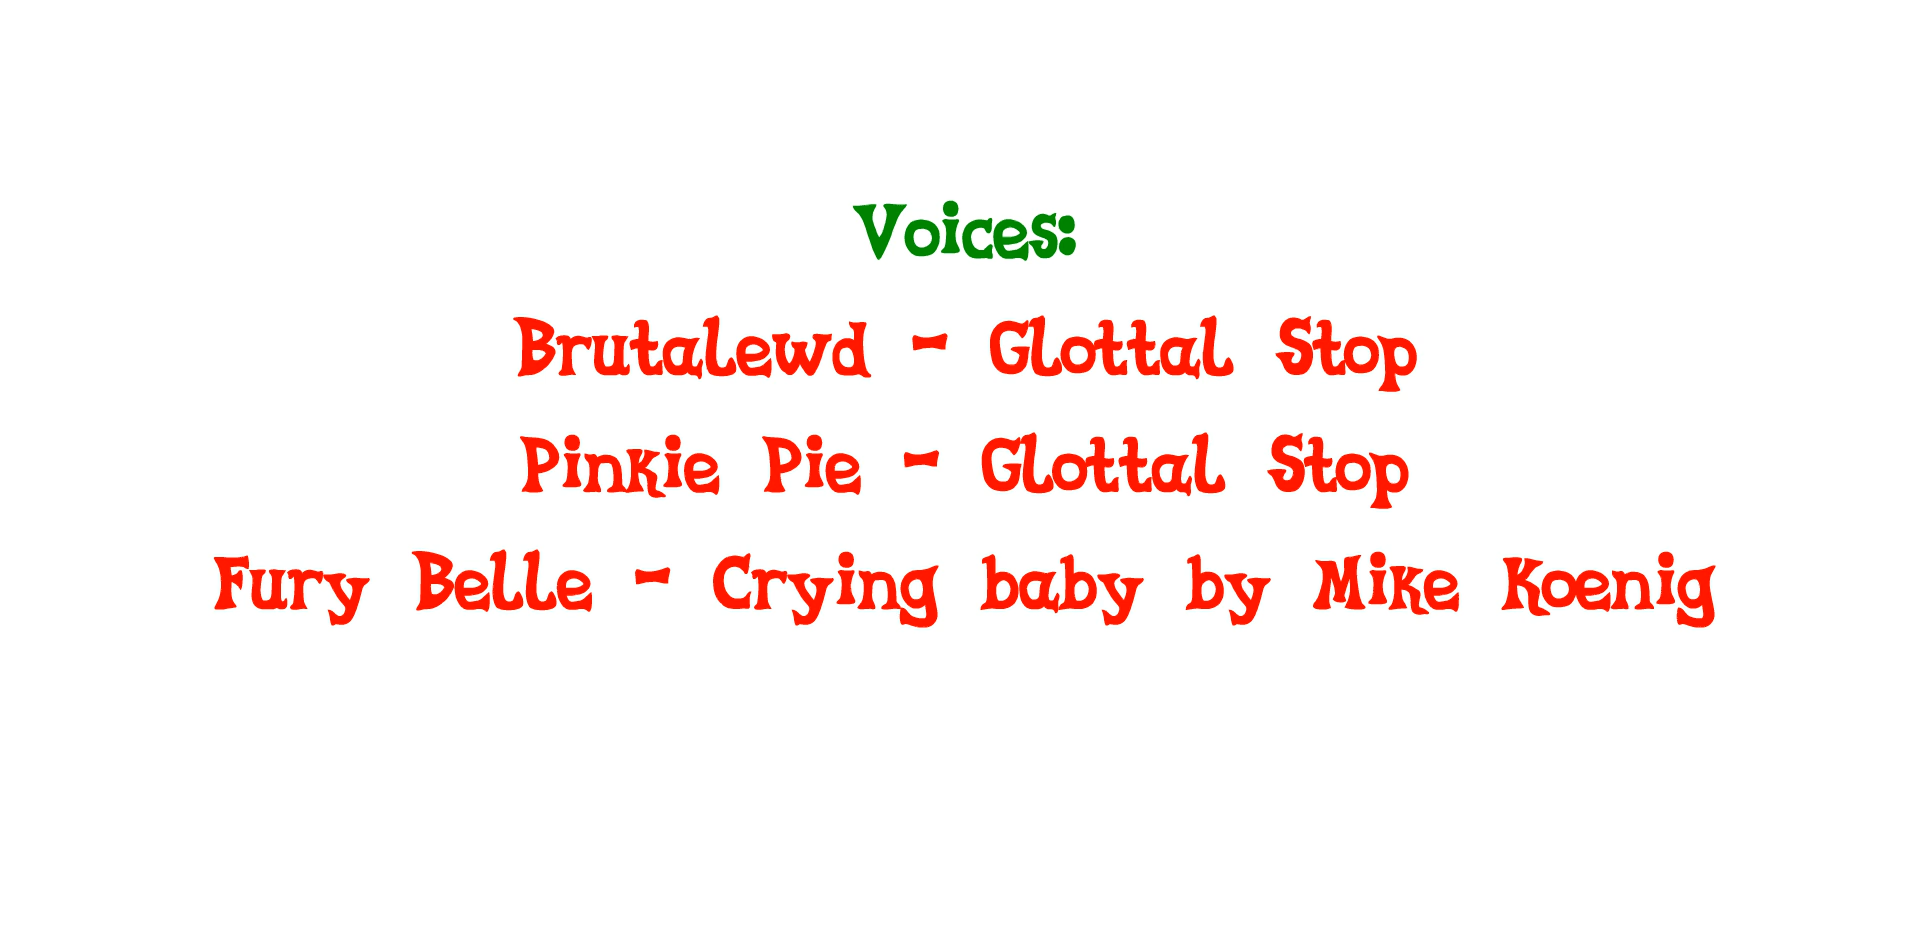 Voices:
Brutalewd - Glottal Stop
Pinkie Pie - Glottal Stop
Fury Belle - Crying baby by Mike Koenig